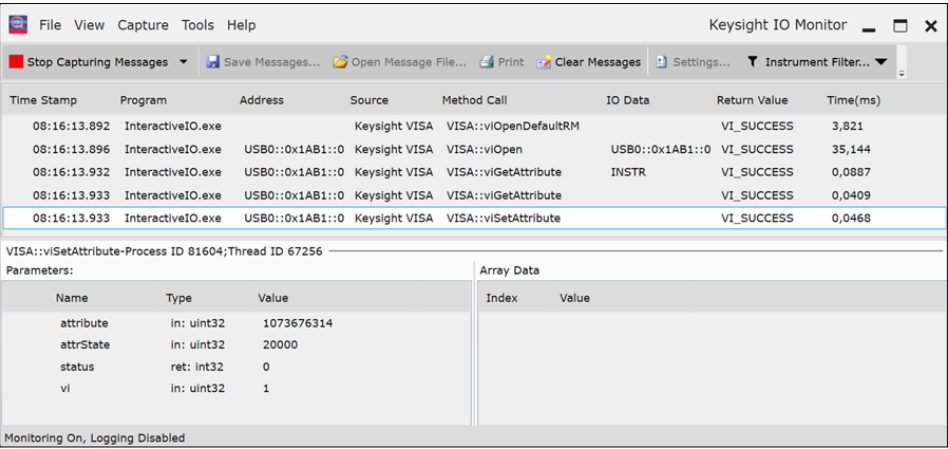 File View Capture Tools Help Keysight IO Monitor
Stop Capturing Messages Save Messages... Open Message File... Print Clear Messages Settings... Instrument Filter...
Time Stamp Program Address Source Method Call IO Data Return Value Time(ms)
08:16:13.892 InteractiveIO.exe Keysight VISA VISA::viOpenDefaultRM VI_SUCCESS 3,821
08:16:13.896 InteractiveIO.exe USB0::0x1AB1::0 Keysight VISA VISA::viOpen USB0::0x1AB1::0 VI_SUCCESS 35,144
08:16:13.932 InteractiveIO.exe USB0::0x1AB1::0 Keysight VISA VISA::viGetAttribute INSTR VI_SUCCESS 0,0887
08:16:13.933 InteractiveIO.exe USB0::0x1AB1::0 Keysight VISA VISA::viGetAttribute VI_SUCCESS 0,0409
08:16:13.933 InteractiveIO.exe USB0::0x1AB1::0 Keysight VISA VISA::viSetAttribute VI_SUCCESS 0,0468
VISA::viSetAttribute-Process ID 81604;Thread ID 67256
Parameters: Array Data
Name Type Value Index Value
attribute in: uint32 1073676314
attrState in: uint32 20000
status ret: int32 0
vi in: uint32 1
Monitoring On, Logging Disabled